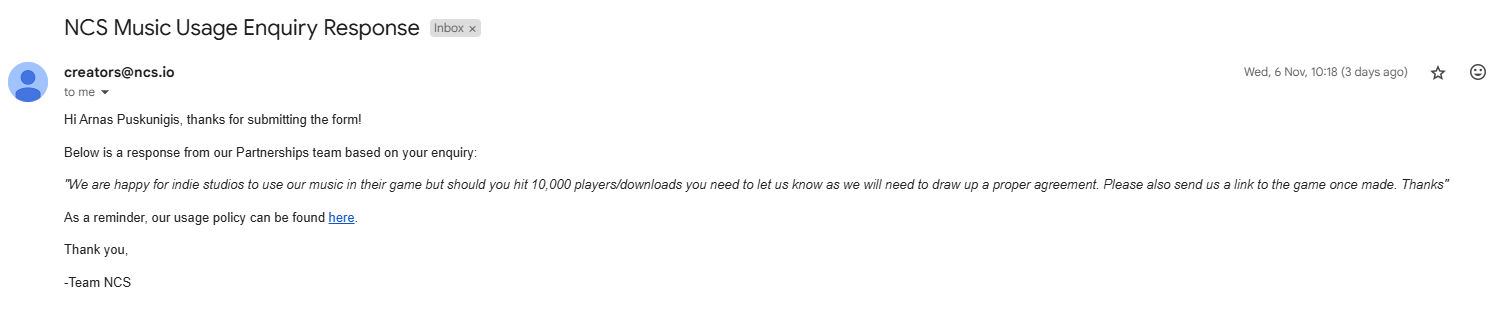 NCS Music Usage Enquiry Response Inbox ×
creators@ncs.io Wed, 6 Nov, 10:18 (3 days ago)
to me
Hi Arnas Puskunigis, thanks for submitting the form!
Below is a response from our Partnerships team based on your enquiry:
"We are happy for indie studios to use our music in their game but should you hit 10,000 players/downloads you need to let us know as we will need to draw up a proper agreement. Please also send us a link to the game once made. Thanks"
As a reminder, our usage policy can be found here.
Thank you,
-Team NCS